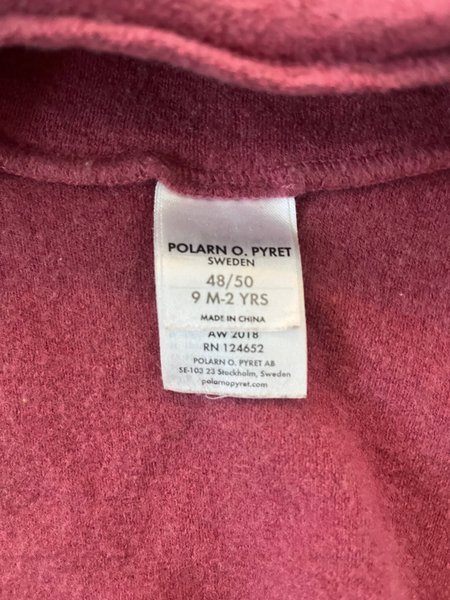 POLARN O. PYRET
SWEDEN
48/50
9 M-2 YRS
MADE IN CHINA
AW 2018
RN 124652
POLARN O. PYRET AB
SE-103 23 Stockholm, Sweden
polarnopyret.com